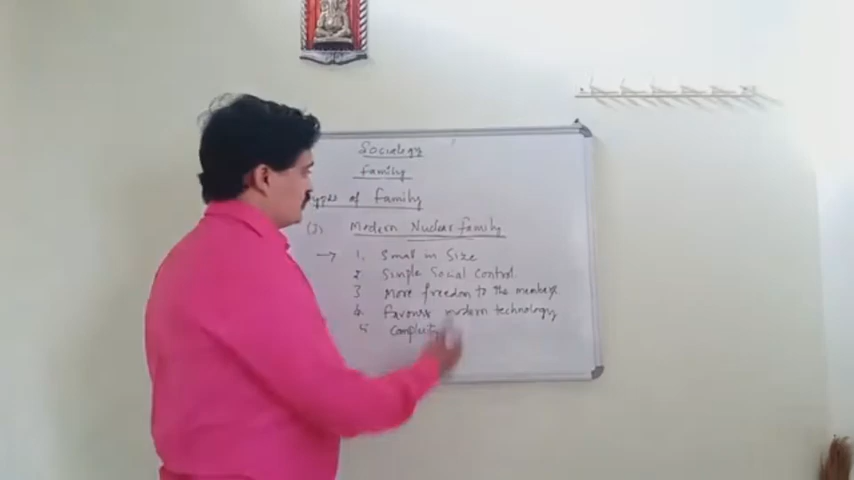 Sociology
Family
Types of Family
(2) Modern Nuclear family
→ 1. Small in Size
2. Simple Social Control.
3 More freedom to the members
4. Favours modern technology
5